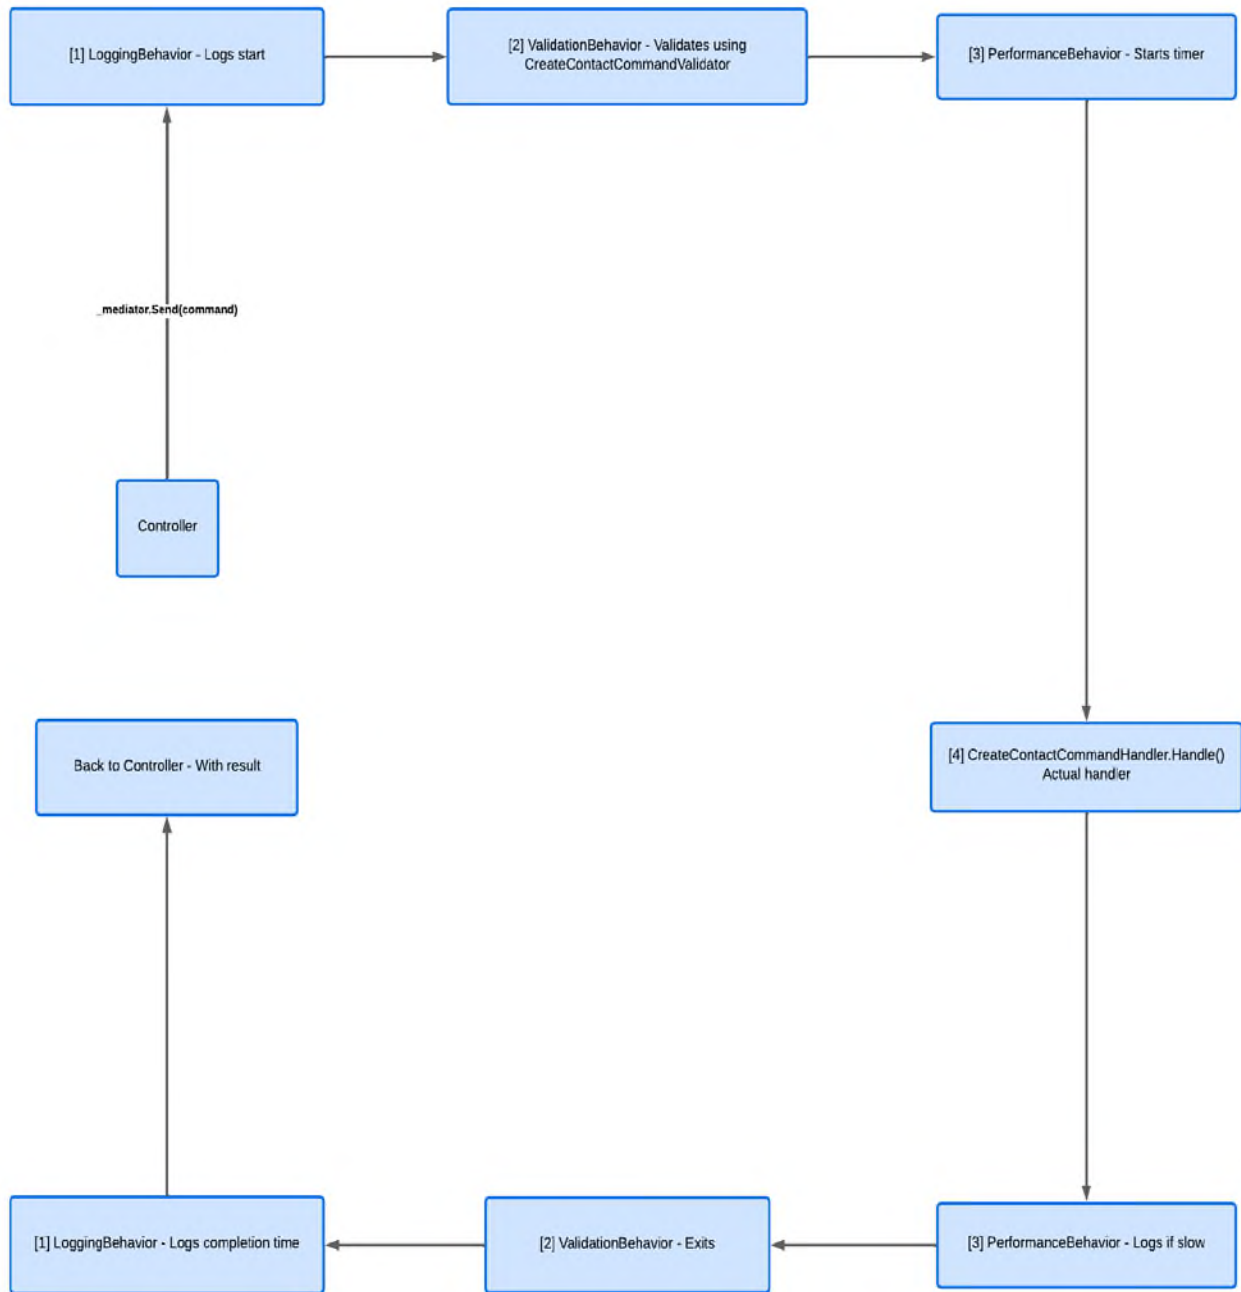 [1] LoggingBehavior - Logs start
[2] ValidationBehavior - Validates using
CreateContactCommandValidator
[3] PerformanceBehavior - Starts timer
_mediator.Send(command)
Controller
Back to Controller - With result
[4] CreateContactCommandHandler.Handle()
Actual handler
[1] LoggingBehavior - Logs completion time
[2] ValidationBehavior - Exits
[3] PerformanceBehavior - Logs if slow